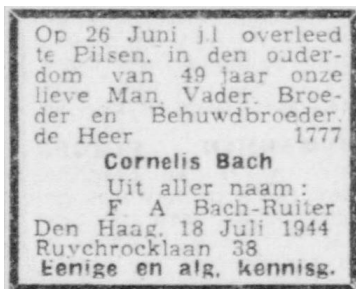 Op 26 Juni j.l overleed
te Pilsen, in den ouder-
dom van 49 jaar onze
lieve Man, Vader, Broe-
der en Behuwdbroeder,
de Heer 1777
Cornelis Bach
Uit aller naam:
F A Bach-Ruiter
Den Haag, 18 Juli 1944
Ruychrocklaan 38
Eenige en alg. kennisg.